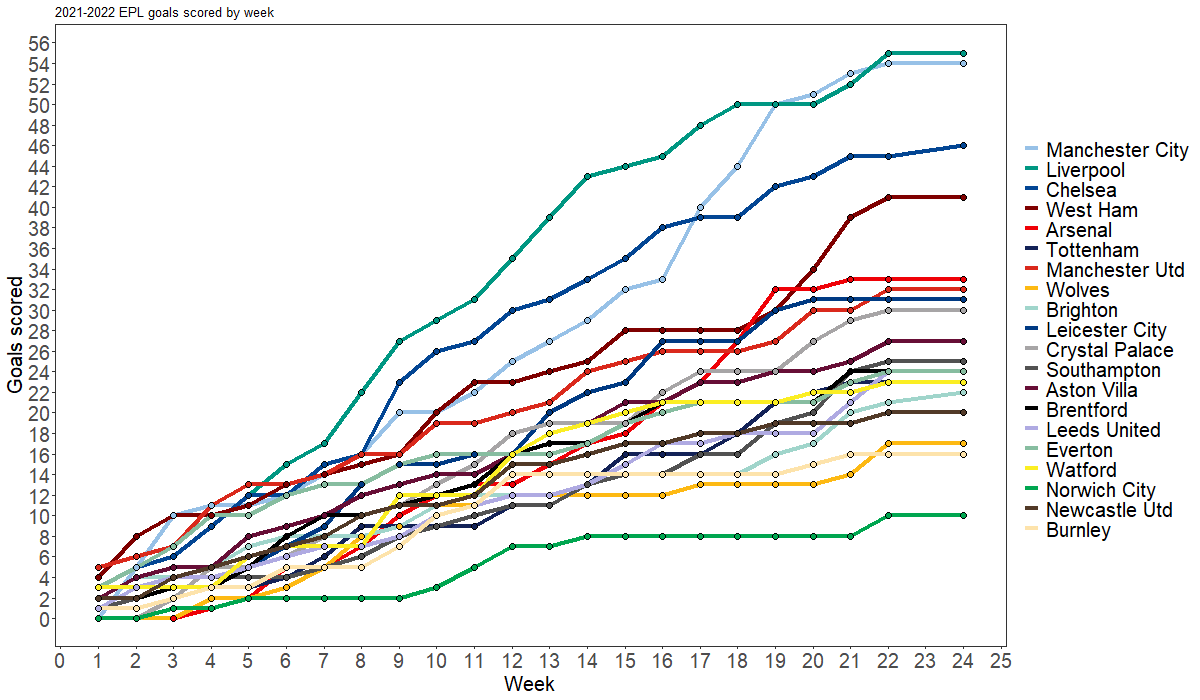 2021-2022 EPL goals scored by week
Goals scored
56
54
52
50
48
46
44
42
40
38
36
34
32
30
28
26
24
22
20
18
16
14
12
10
8
6
4
2
0
0 1 2 3 4 5 6 7 8 9 10 11 12 13 14 15 16 17 18 19 20 21 22 23 24 25
Week
Manchester City
Liverpool
Chelsea
West Ham
Arsenal
Tottenham
Manchester Utd
Wolves
Brighton
Leicester City
Crystal Palace
Southampton
Aston Villa
Brentford
Leeds United
Everton
Watford
Norwich City
Newcastle Utd
Burnley